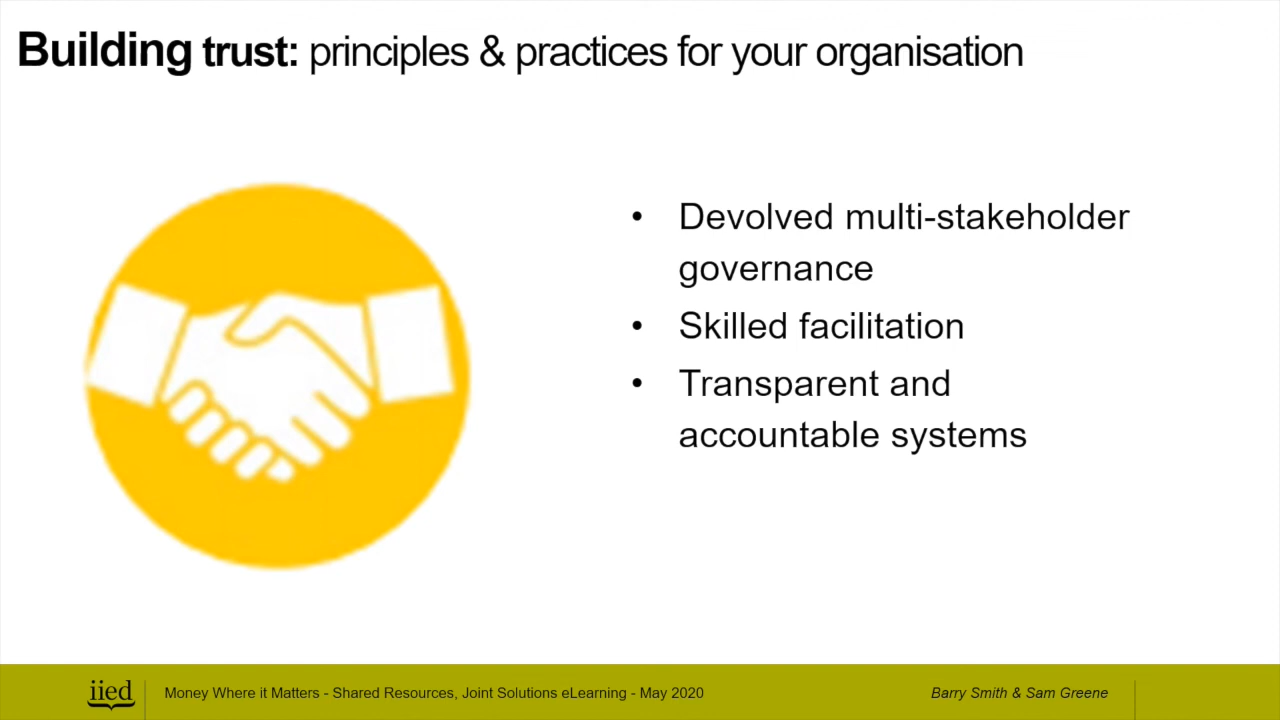 Building trust: principles & practices for your organisation
• Devolved multi-stakeholder
governance
• Skilled facilitation
• Transparent and
accountable systems
iied
Money Where it Matters - Shared Resources, Joint Solutions eLearning - May 2020
Barry Smith & Sam Greene